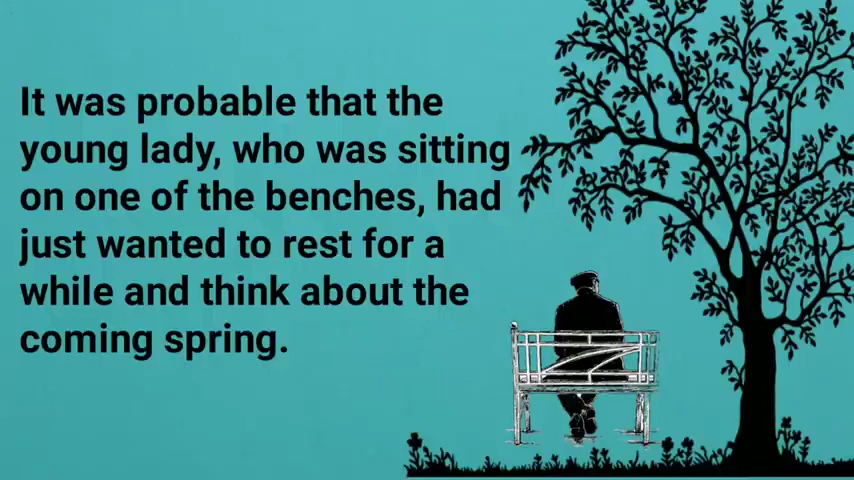 It was probable that the
young lady, who was sitting
on one of the benches, had
just wanted to rest for a
while and think about the
coming spring.